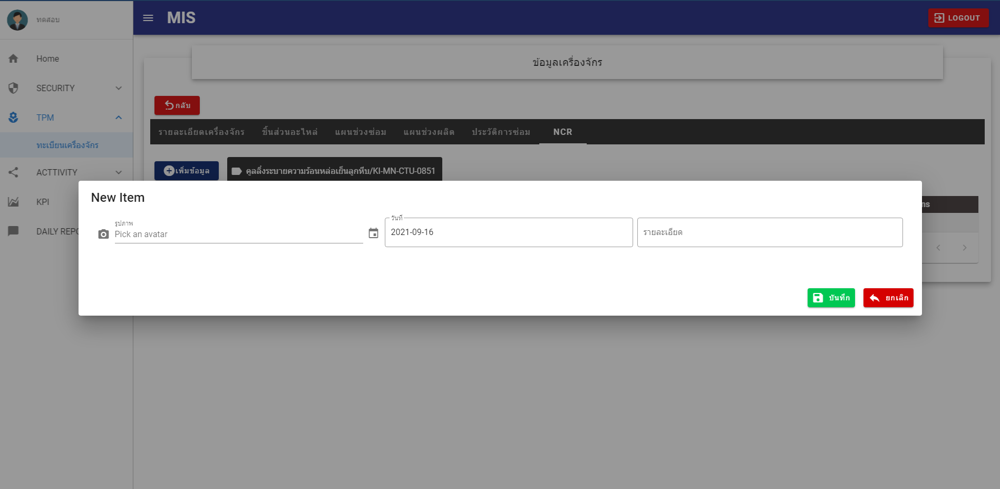 ทดสอบ
MIS
LOGOUT
Home
SECURITY
TPM
ทะเบียนเครื่องจักร
ACTTIVITY
KPI
DAILY REPO
ข้อมูลเครื่องจักร
กลับ
รายละเอียดเครื่องจักร ชิ้นส่วนอะไหล่ แผนช่วงซ่อม แผนช่วงผลิต ประวัติการซ่อม NCR
เพิ่มข้อมูล
คูลลิ่งระบายความร้อนหล่อเย็นลูกหีบ/KI-MN-CTU-0851
New Item
รูปภาพ
Pick an avatar
วันที่
2021-09-16
รายละเอียด
บันทึก
ยกเลิก